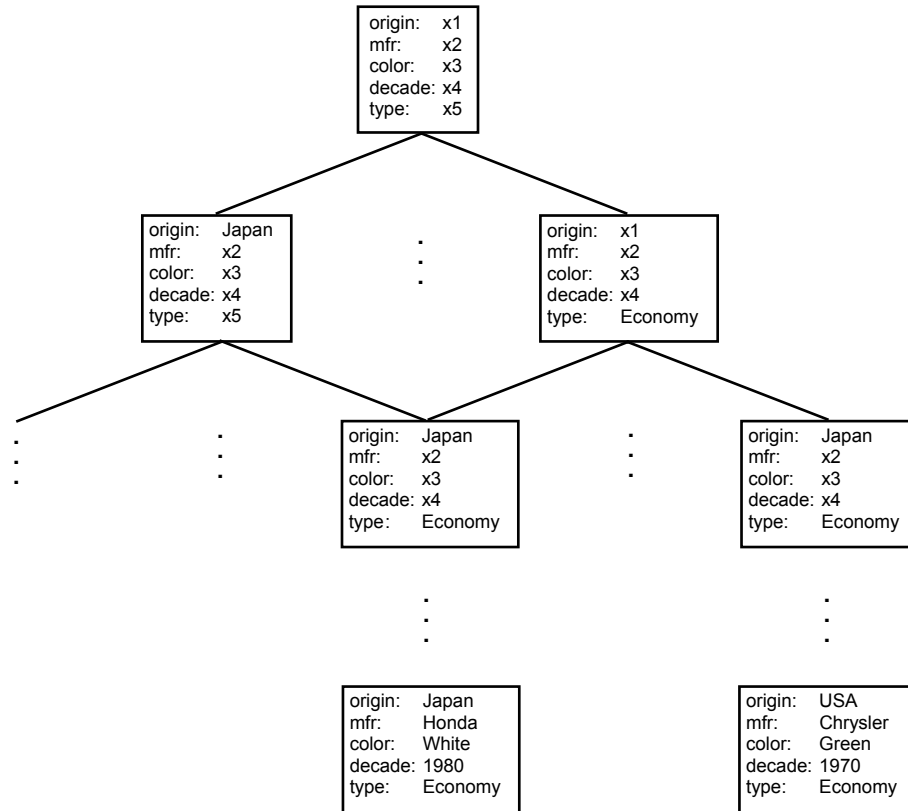 origin: x1
mfr: x2
color: x3
decade: x4
type: x5
origin: Japan
mfr: x2
color: x3
decade: x4
type: x5
origin: x1
mfr: x2
color: x3
decade: x4
type: Economy
origin: Japan
mfr: x2
color: x3
decade: x4
type: Economy
origin: Japan
mfr: x2
color: x3
decade: x4
type: Economy
origin: Japan
mfr: Honda
color: White
decade: 1980
type: Economy
origin: USA
mfr: Chrysler
color: Green
decade: 1970
type: Economy